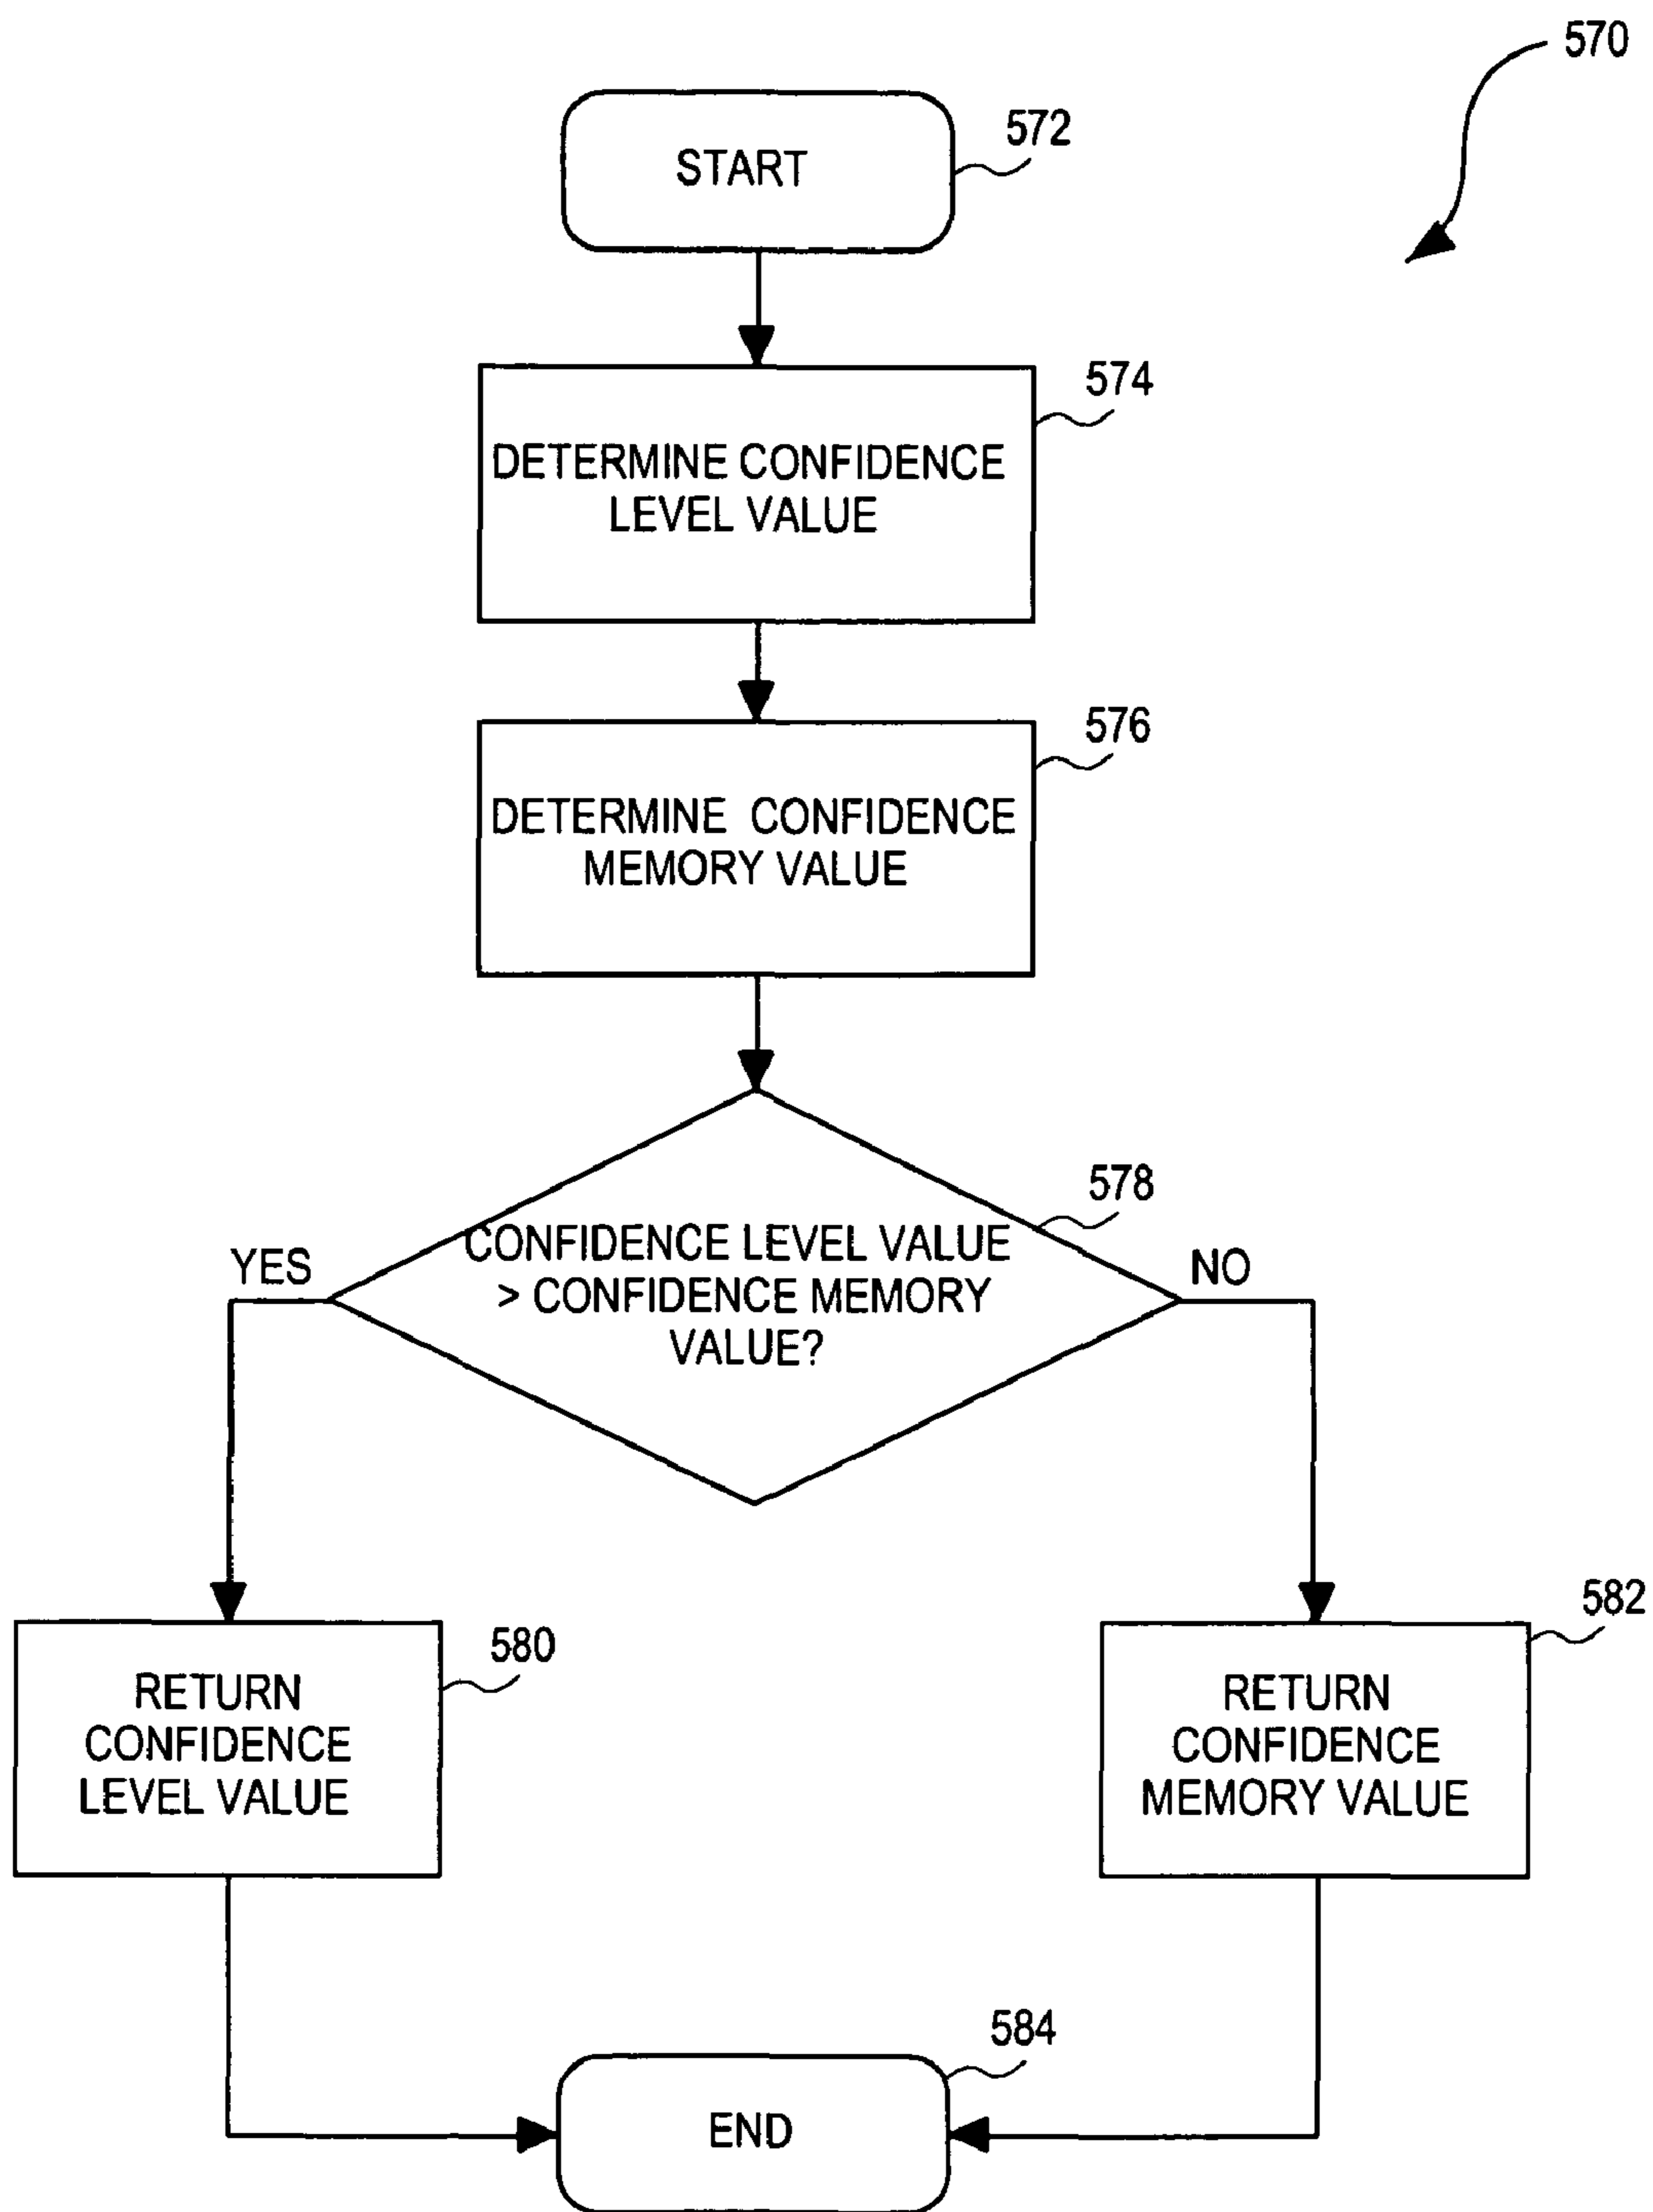 570
572
START
574
DETERMINE CONFIDENCE
LEVEL VALUE
576
DETERMINE CONFIDENCE
MEMORY VALUE
578
CONFIDENCE LEVEL VALUE
> CONFIDENCE MEMORY
VALUE?
YES
NO
580
RETURN
CONFIDENCE
LEVEL VALUE
582
RETURN
CONFIDENCE
MEMORY VALUE
584
END